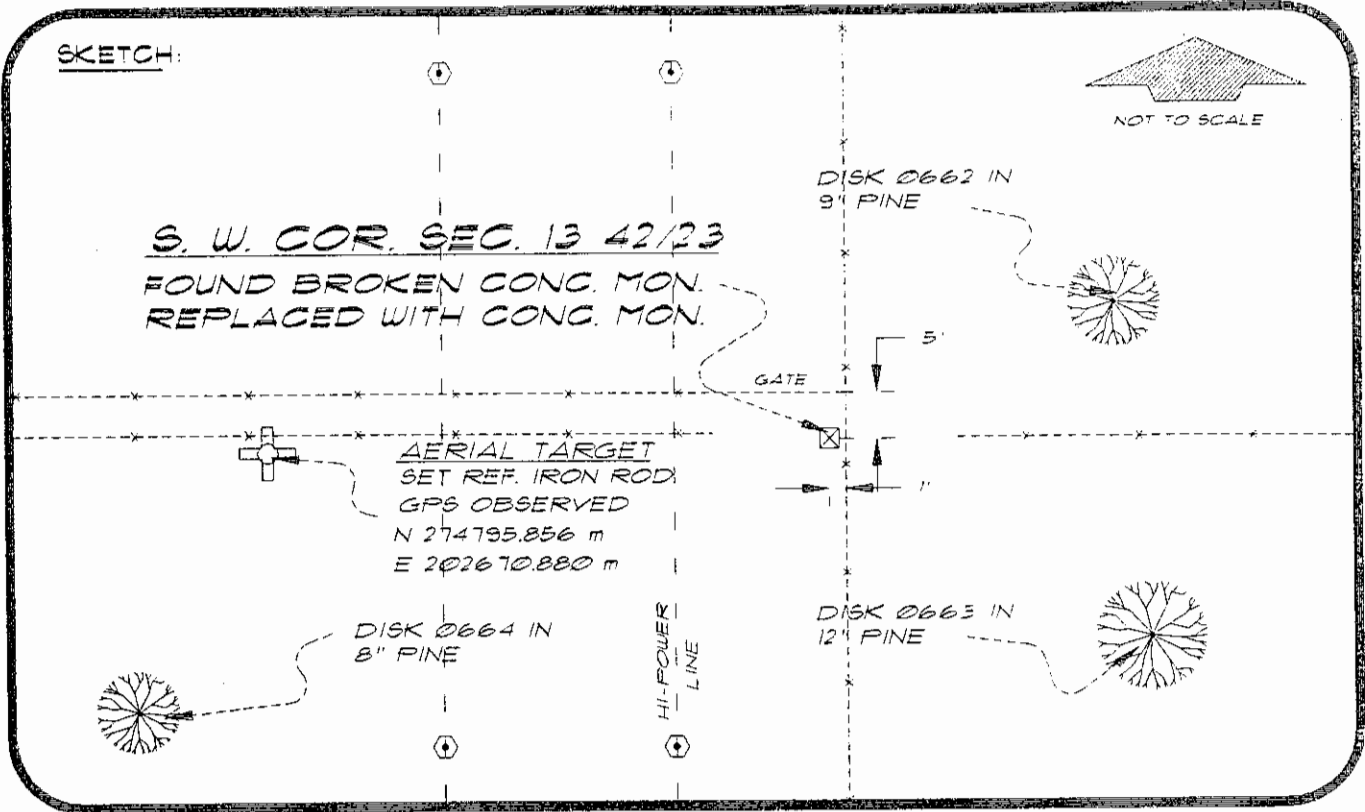 SKETCH:
NOT TO SCALE
DISK 0662 IN
9" PINE
S. W. COR. SEC. 13 42/23
FOUND BROKEN CONC. MON.
REPLACED WITH CONC. MON.
5'
GATE
AERIAL TARGET
SET REF. IRON ROD
GPS OBSERVED
N 274795.856 m
E 202670.880 m
1'
DISK 0664 IN
8" PINE
HI-POWER
LINE
DISK 0663 IN
12" PINE